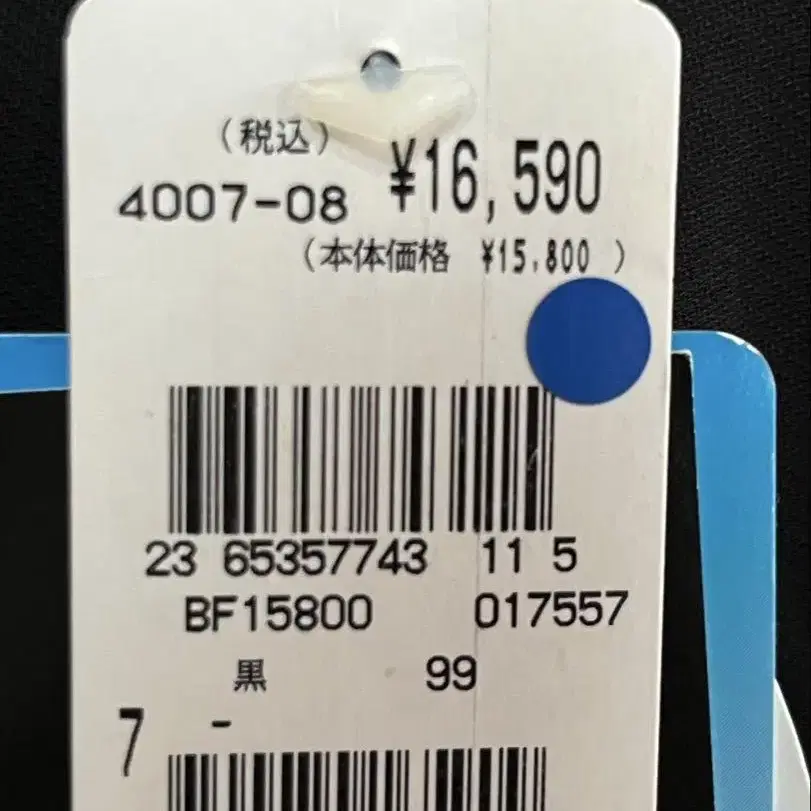 （税込）
4007-08 ¥16,590
（本体価格 ¥15,800 ）
23 65357743 11 5
BF15800 017557
黒 99
7 -